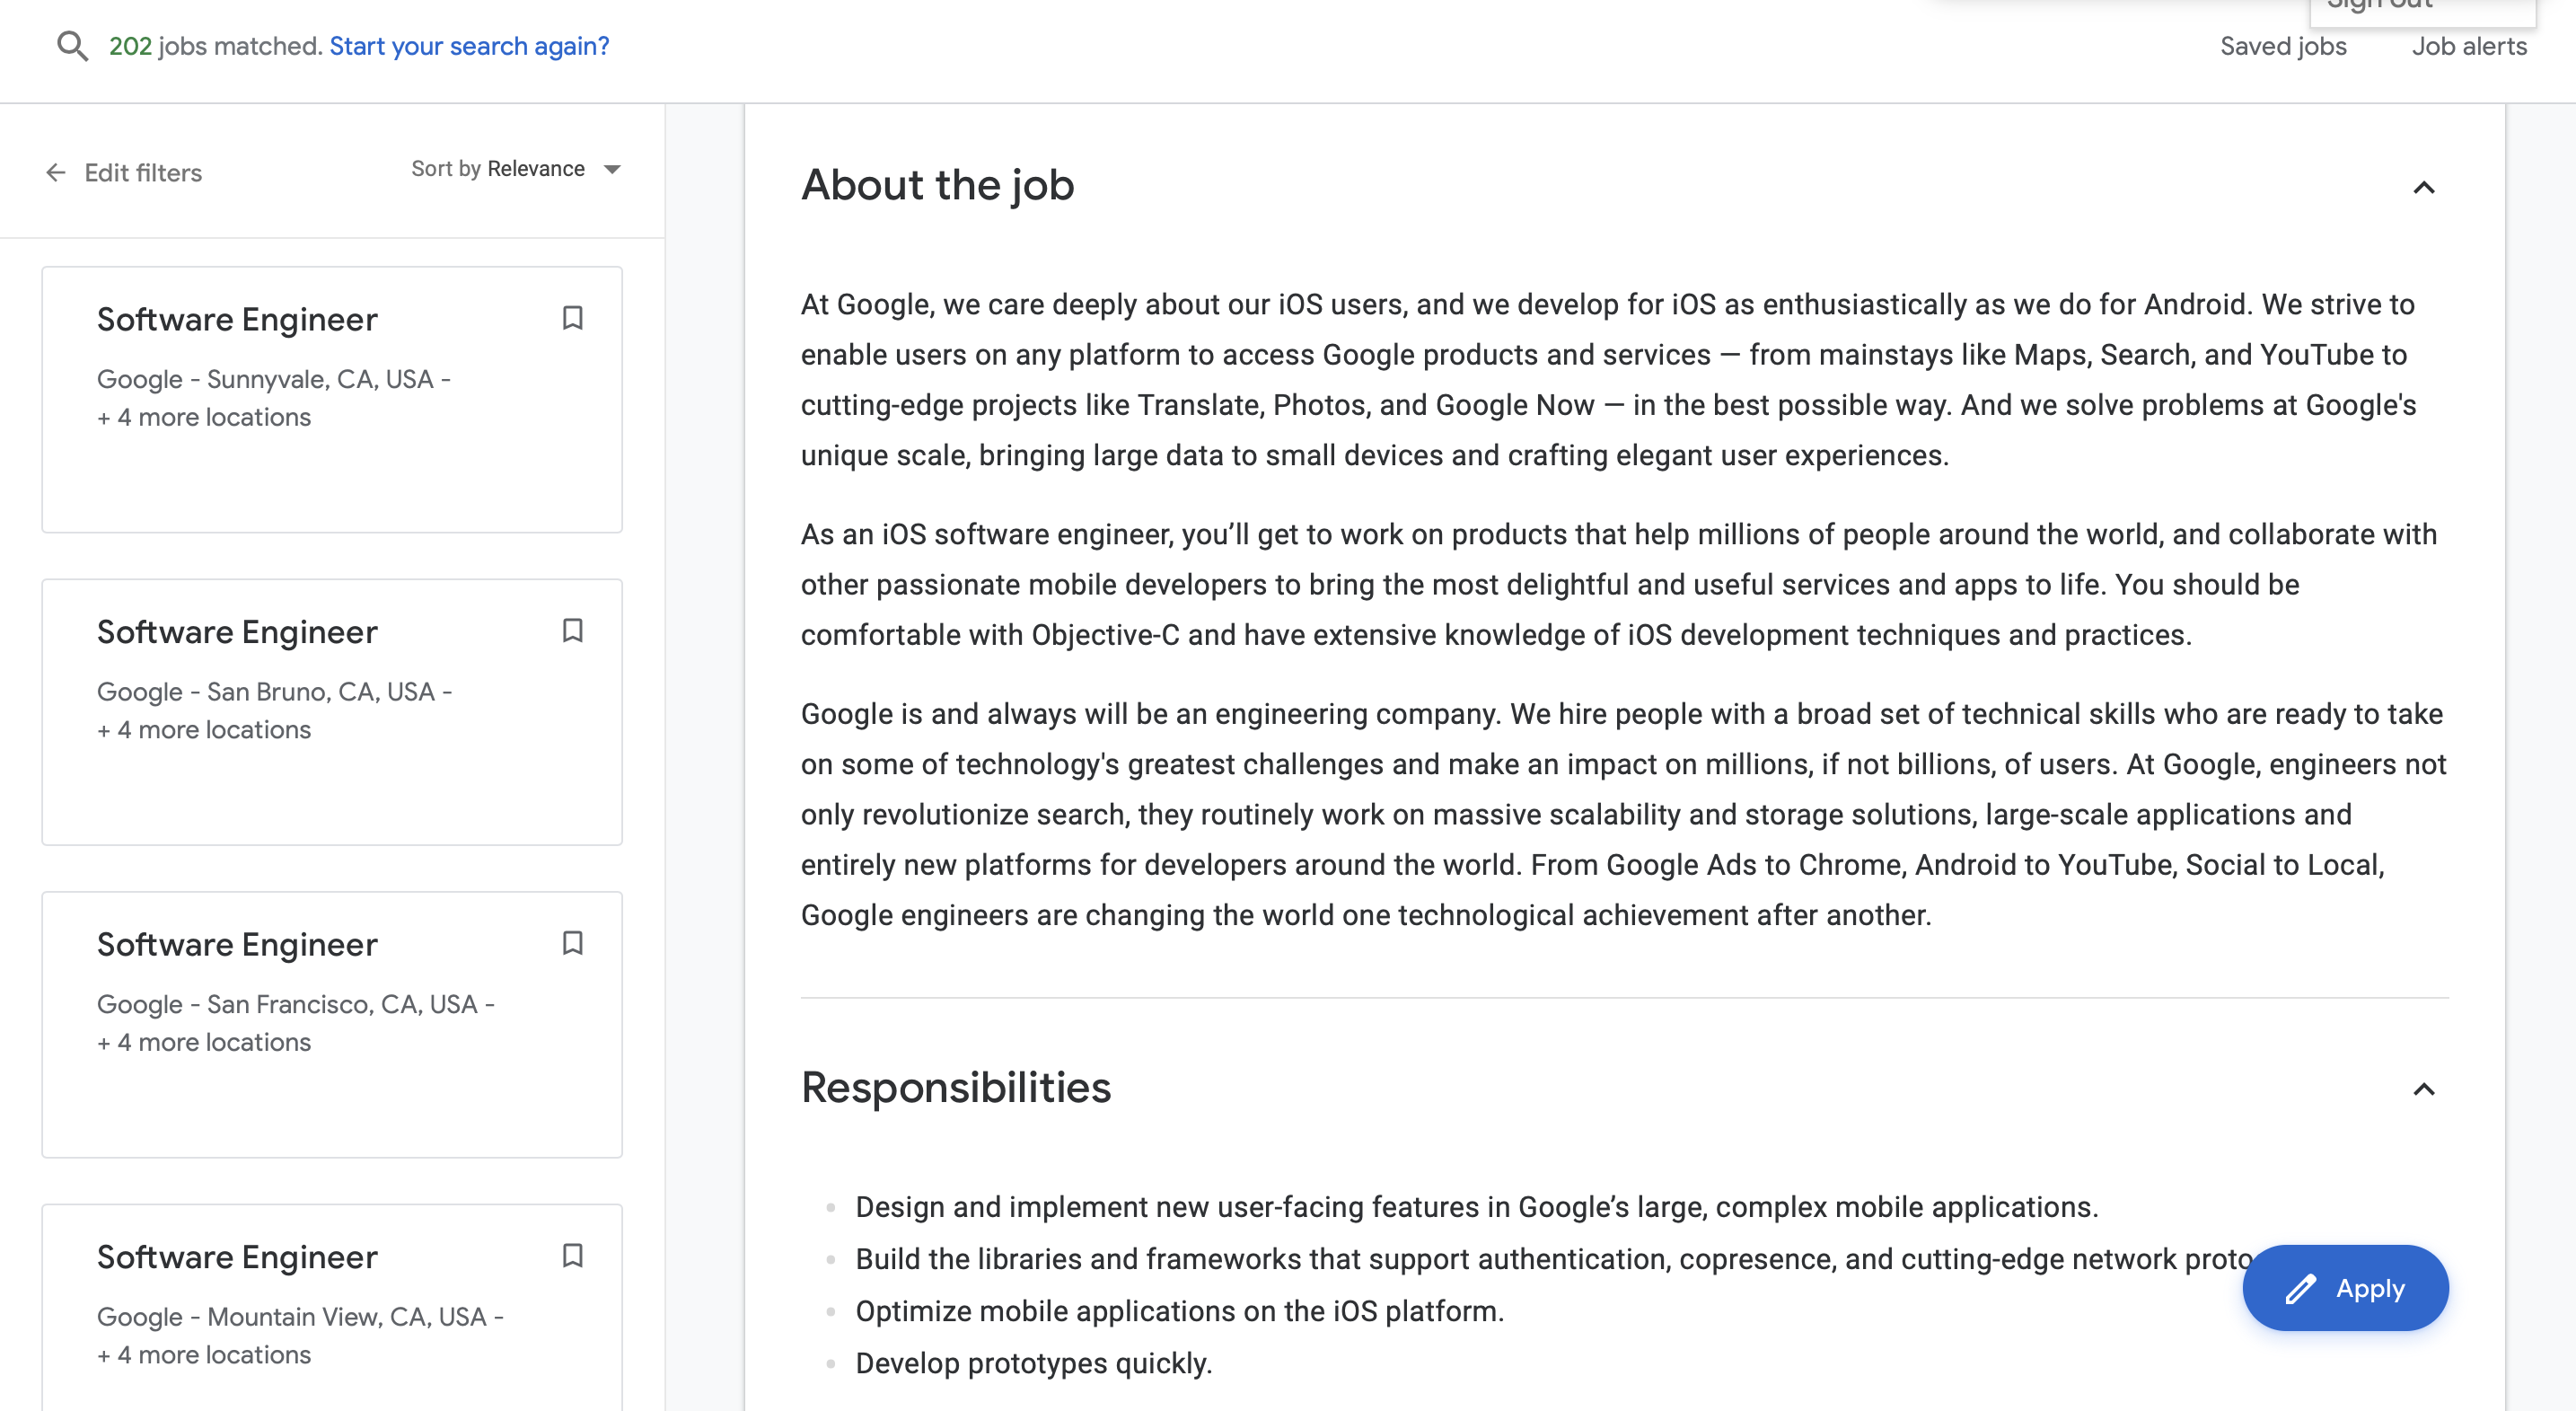 Sign out
202 jobs matched. Start your search again?
Saved jobs
Job alerts
Edit filters
Sort by Relevance
Software Engineer
Google - Sunnyvale, CA, USA -
+ 4 more locations
Software Engineer
Google - San Bruno, CA, USA -
+ 4 more locations
Software Engineer
Google - San Francisco, CA, USA -
+ 4 more locations
Software Engineer
Google - Mountain View, CA, USA -
+ 4 more locations
About the job
At Google, we care deeply about our iOS users, and we develop for iOS as enthusiastically as we do for Android. We strive to
enable users on any platform to access Google products and services — from mainstays like Maps, Search, and YouTube to
cutting-edge projects like Translate, Photos, and Google Now — in the best possible way. And we solve problems at Google's
unique scale, bringing large data to small devices and crafting elegant user experiences.
As an iOS software engineer, you’ll get to work on products that help millions of people around the world, and collaborate with
other passionate mobile developers to bring the most delightful and useful services and apps to life. You should be
comfortable with Objective-C and have extensive knowledge of iOS development techniques and practices.
Google is and always will be an engineering company. We hire people with a broad set of technical skills who are ready to take
on some of technology's greatest challenges and make an impact on millions, if not billions, of users. At Google, engineers not
only revolutionize search, they routinely work on massive scalability and storage solutions, large-scale applications and
entirely new platforms for developers around the world. From Google Ads to Chrome, Android to YouTube, Social to Local,
Google engineers are changing the world one technological achievement after another.
Responsibilities
Design and implement new user-facing features in Google’s large, complex mobile applications.
Build the libraries and frameworks that support authentication, copresence, and cutting-edge network proto
Optimize mobile applications on the iOS platform.
Develop prototypes quickly.
Apply